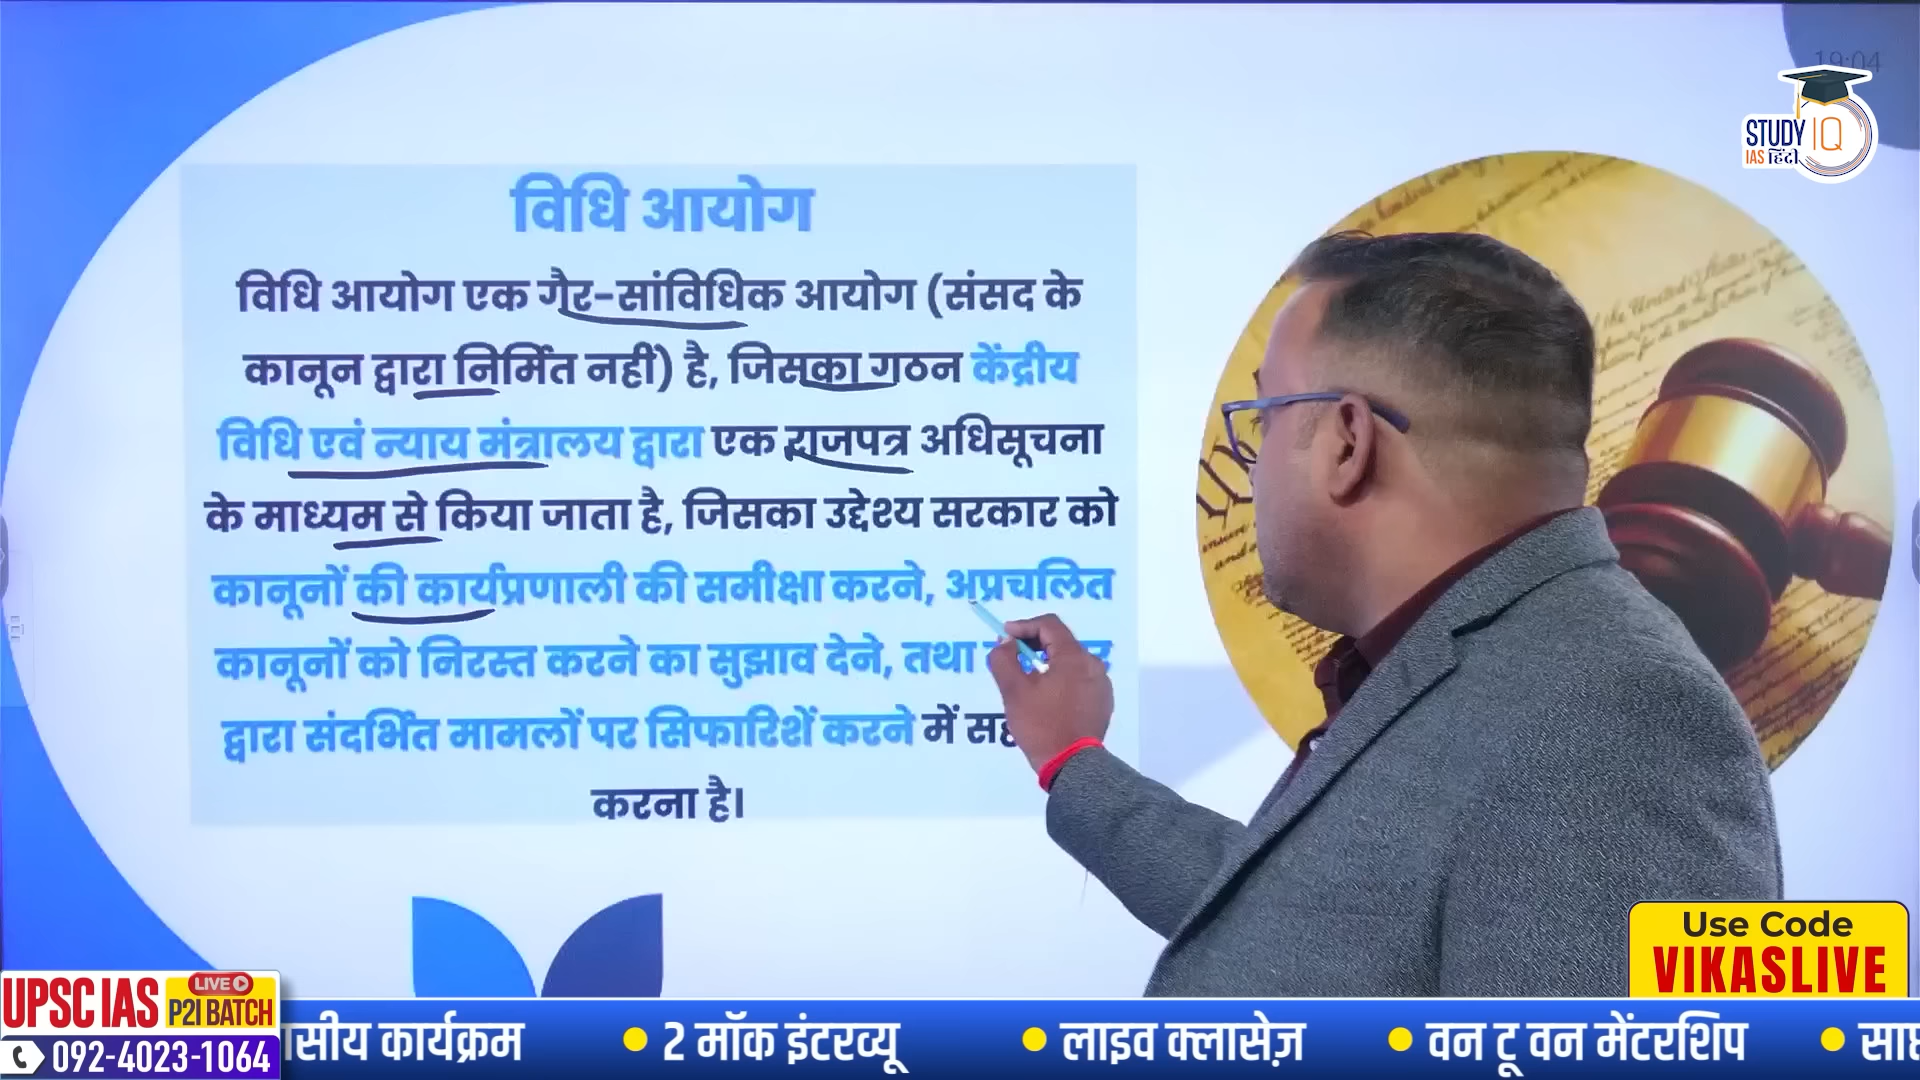 19:04
STUDY IQ
IAS हिंदी
विधि आयोग
विधि आयोग एक गैर-सांविधिक आयोग (संसद के
कानून द्वारा निर्मित नहीं) है, जिसका गठन केंद्रीय
विधि एवं न्याय मंत्रालय द्वारा एक राजपत्र अधिसूचना
के माध्यम से किया जाता है, जिसका उद्देश्य सरकार को
कानूनों की कार्यप्रणाली की समीक्षा करने, अप्रचलित
कानूनों को निरस्त करने का सुझाव देने, तथा
द्वारा संदर्भित मामलों पर सिफारिशें करने में
करना है।
Use Code
VIKASLIVE
UPSC IAS LIVE
P2I BATCH
092-4023-1064
सीय कार्यक्रम • 2 मॉक इंटरव्यू • लाइव क्लासेज़ • वन टू वन मेंटरशिप •